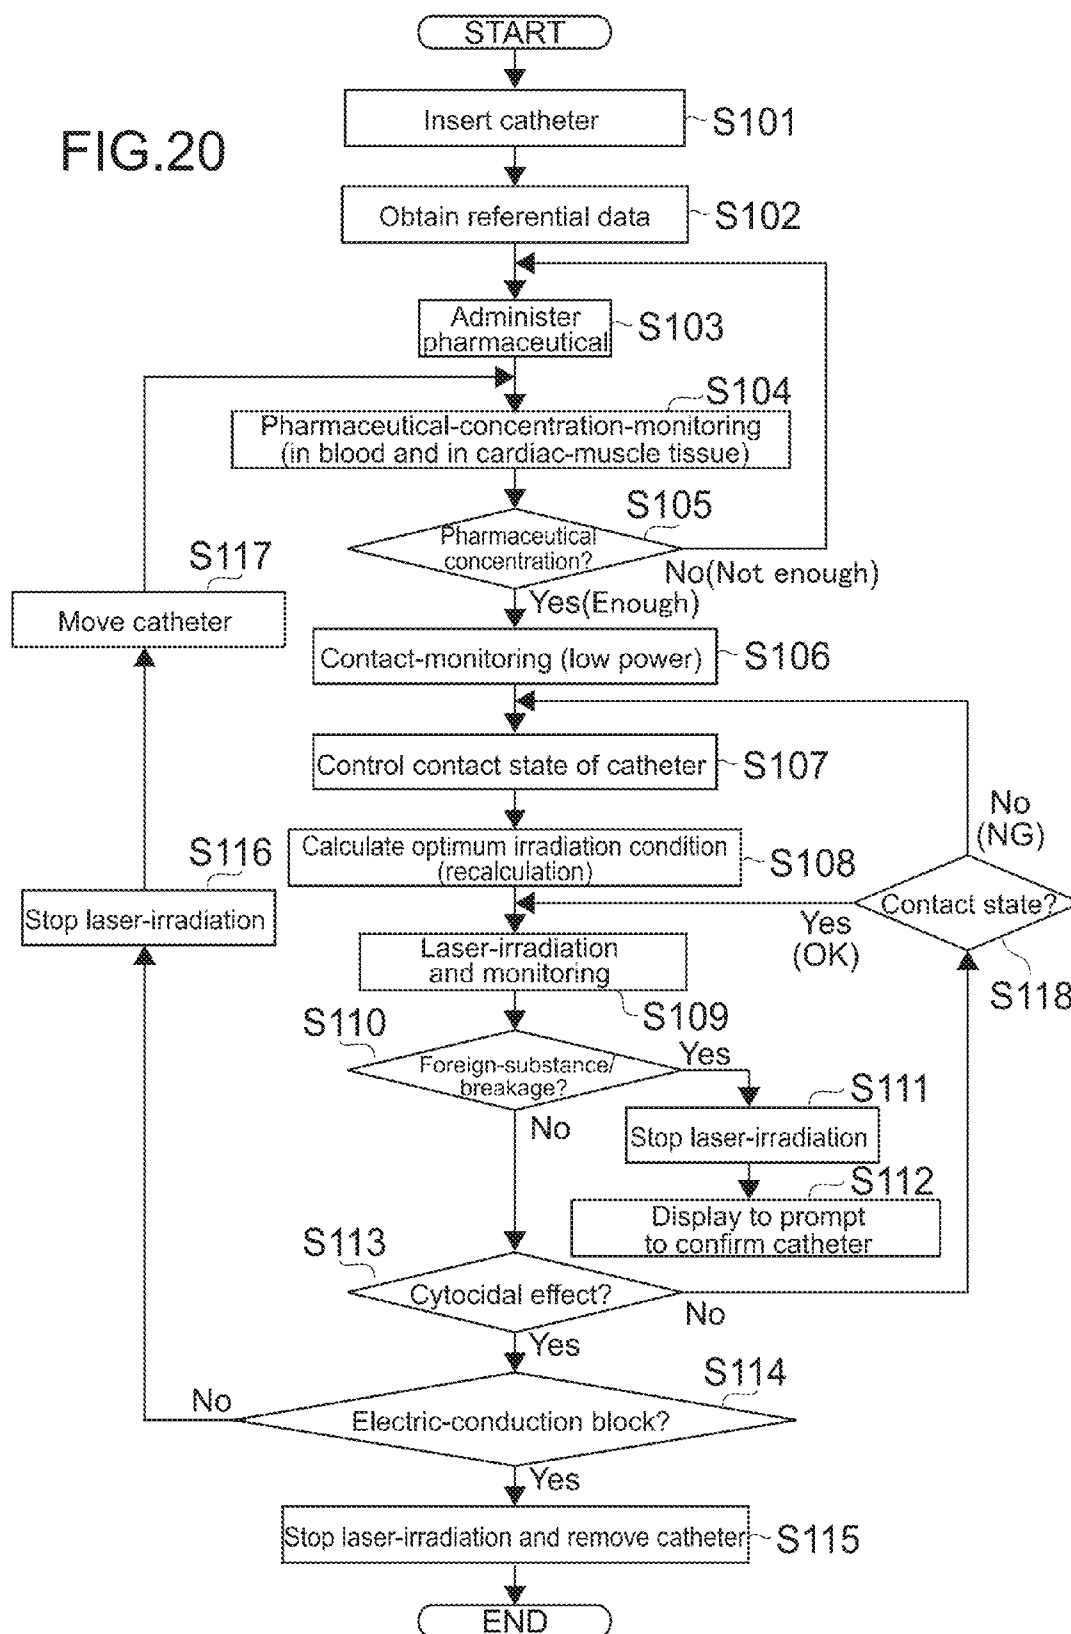 START
FIG.20
Insert catheter
S101
Obtain referential data
S102
Administer
pharmaceutical
S103
S104
Pharmaceutical-concentration-monitoring
(in blood and in cardiac-muscle tissue)
S105
Pharmaceutical
concentration?
No(Not enough)
Yes(Enough)
S117
Move catheter
Contact-monitoring (low power)
S106
Control contact state of catheter
S107
No
(NG)
Calculate optimum irradiation condition
(recalculation)
S108
S116
Stop laser-irradiation
Contact state?
Yes
(OK)
S118
Laser-irradiation
and monitoring
S109
S110
Foreign-substance/
breakage?
Yes
No
S111
Stop laser-irradiation
S112
Display to prompt
to confirm catheter
S113
Cytocidal effect?
No
Yes
S114
No
Electric-conduction block?
Yes
Stop laser-irradiation and remove catheter
S115
END